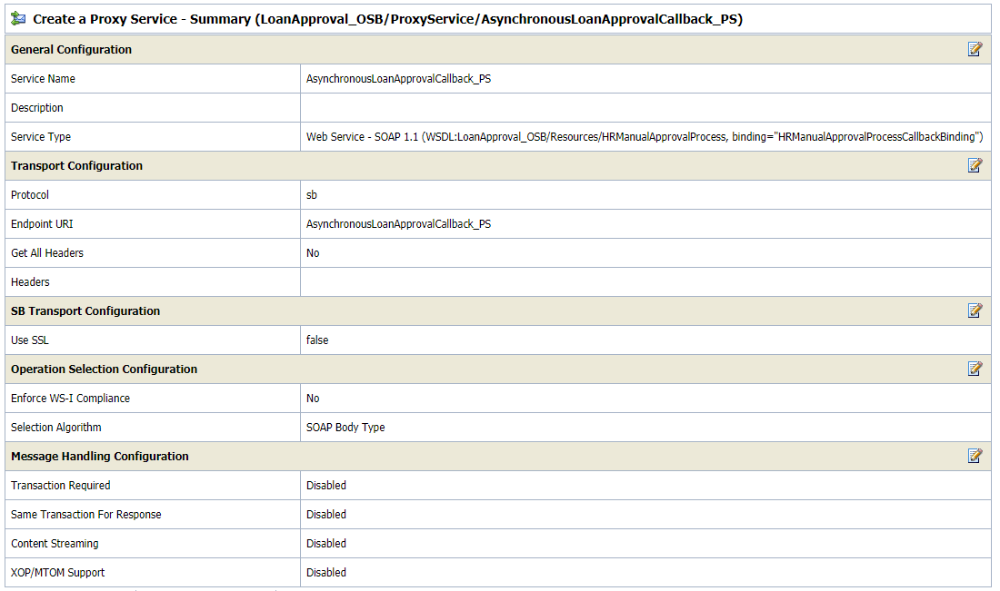 Create a Proxy Service - Summary (LoanApproval_OSB/ProxyService/AsynchronousLoanApprovalCallback_PS)
General Configuration
Service Name AsynchronousLoanApprovalCallback_PS
Description
Service Type Web Service - SOAP 1.1 (WSDL:LoanApproval_OSB/Resources/HRManualApprovalProcess, binding="HRManualApprovalProcessCallbackBinding")
Transport Configuration
Protocol sb
Endpoint URI AsynchronousLoanApprovalCallback_PS
Get All Headers No
Headers
SB Transport Configuration
Use SSL false
Operation Selection Configuration
Enforce WS-I Compliance No
Selection Algorithm SOAP Body Type
Message Handling Configuration
Transaction Required Disabled
Same Transaction For Response Disabled
Content Streaming Disabled
XOP/MTOM Support Disabled